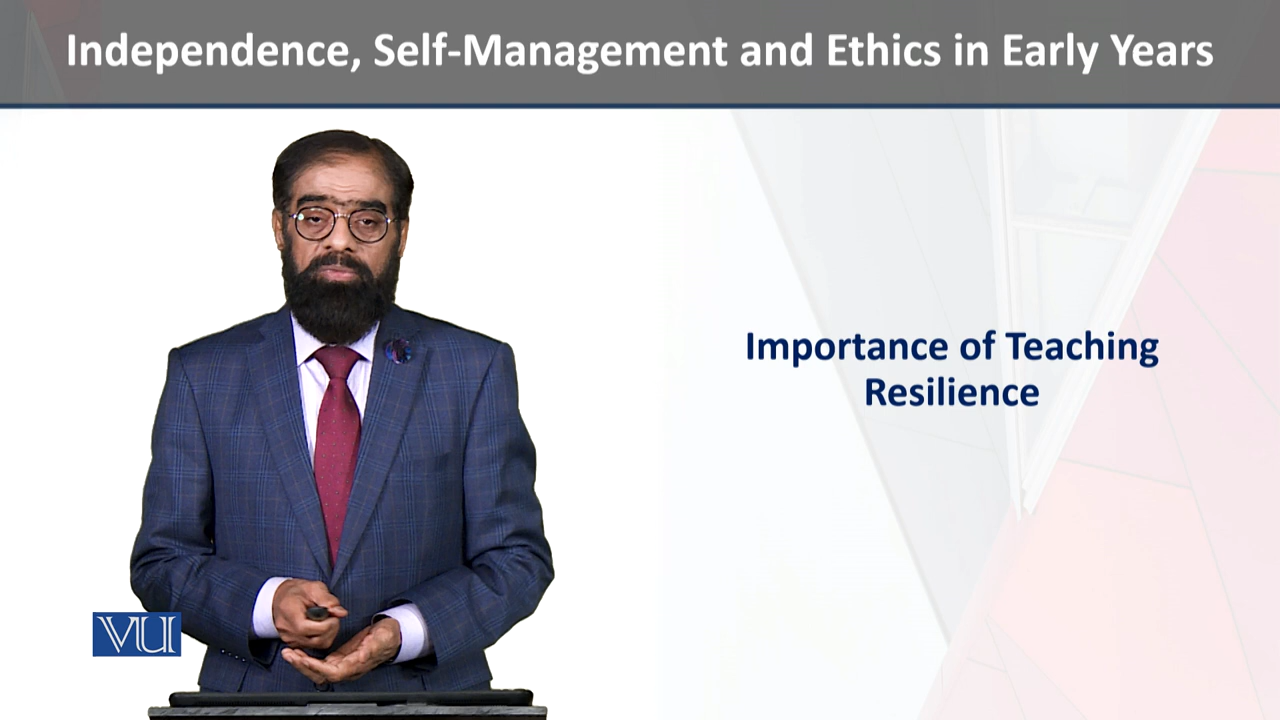 Independence, Self-Management and Ethics in Early Years
Importance of Teaching
Resilience
VU